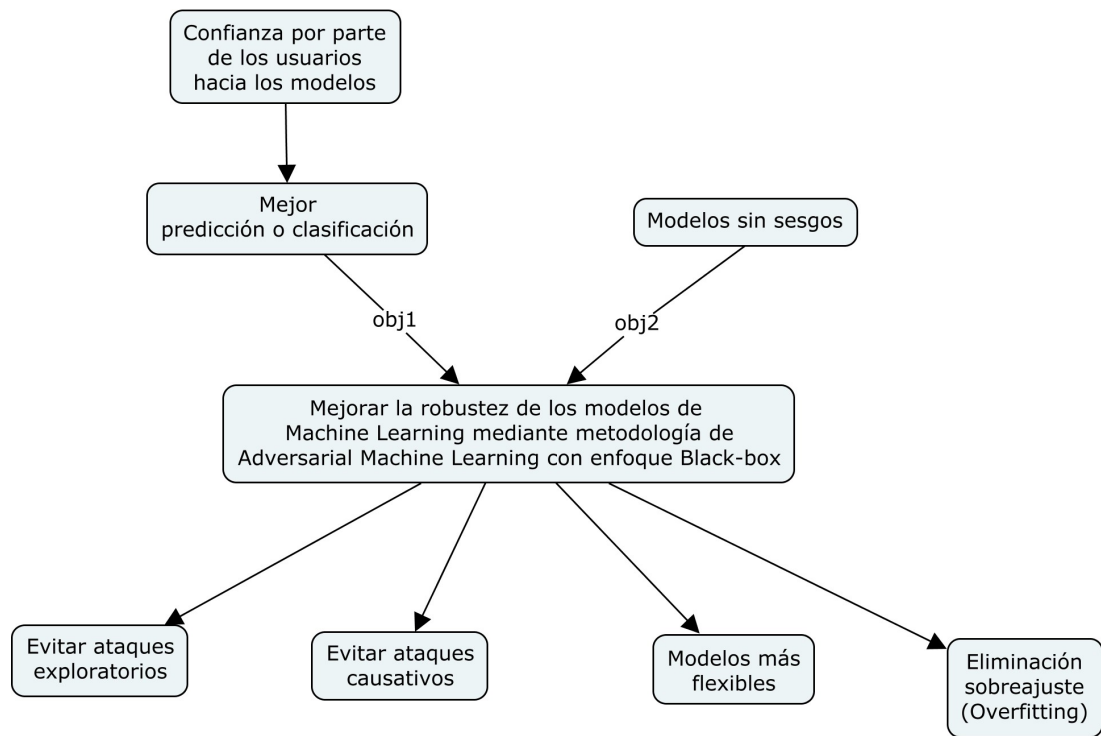 Confianza por parte
de los usuarios
hacia los modelos
Mejor
predicción o clasificación
Modelos sin sesgos
obj1
obj2
Mejorar la robustez de los modelos de
Machine Learning mediante metodología de
Adversarial Machine Learning con enfoque Black-box
Evitar ataques
exploratorios
Evitar ataques
causativos
Modelos más
flexibles
Eliminación
sobreajuste
(Overfitting)